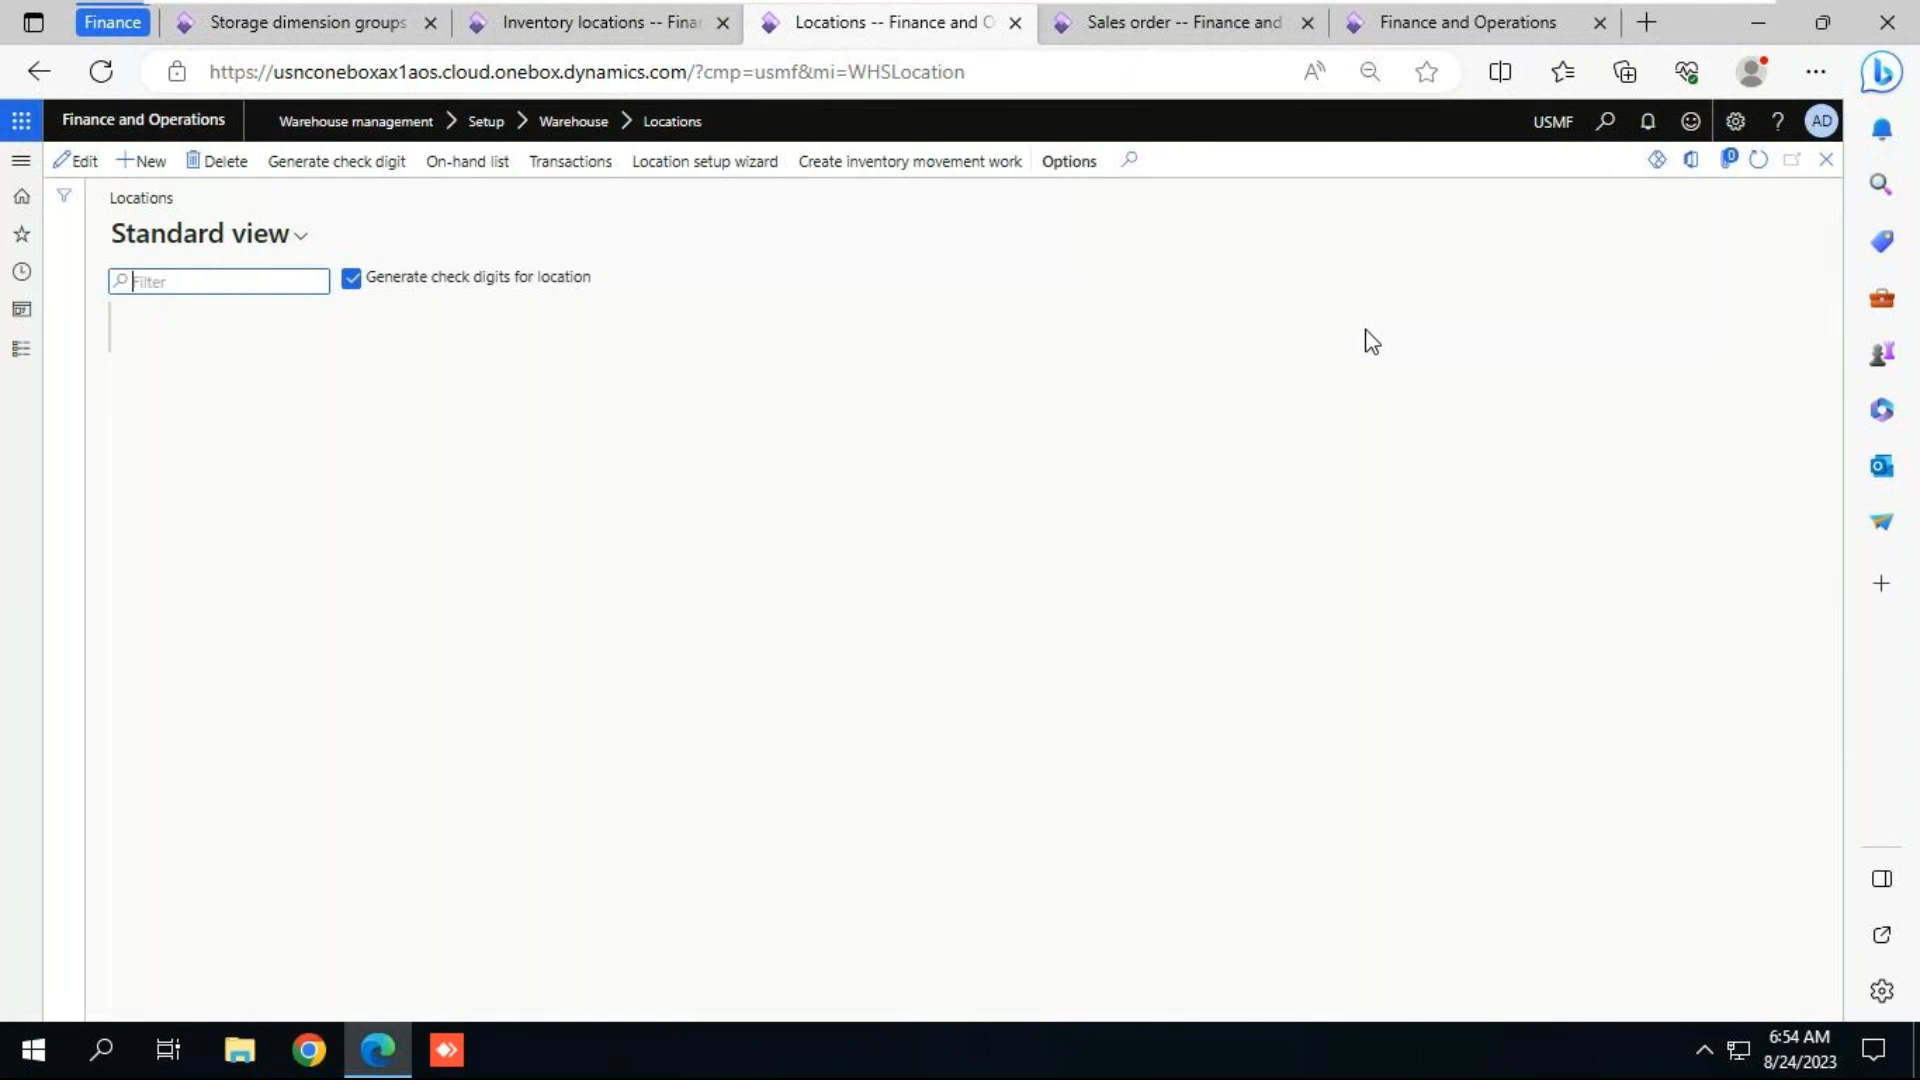 Finance
Storage dimension groups
Inventory locations -- Finar
Locations -- Finance and O
Sales order -- Finance and
Finance and Operations
https://usnconeboxax1aos.cloud.onebox.dynamics.com/?cmp=usmf&mi=WHSLocation
Finance and Operations
Warehouse management > Setup > Warehouse > Locations
USMF
AD
Edit
New
Delete
Generate check digit
On-hand list
Transactions
Location setup wizard
Create inventory movement work
Options
0
Locations
Standard view
Filter
Generate check digits for location
6:54 AM
8/24/2023